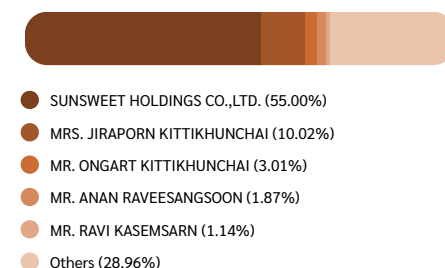 SUNSWEET HOLDINGS CO.,LTD. (55.00%)
MRS. JIRAPORN KITTIKHUNCHAI (10.02%)
MR. ONGART KITTIKHUNCHAI (3.01%)
MR. ANAN RAVEESANGSOON (1.87%)
MR. RAVI KASEMSARN (1.14%)
Others (28.96%)